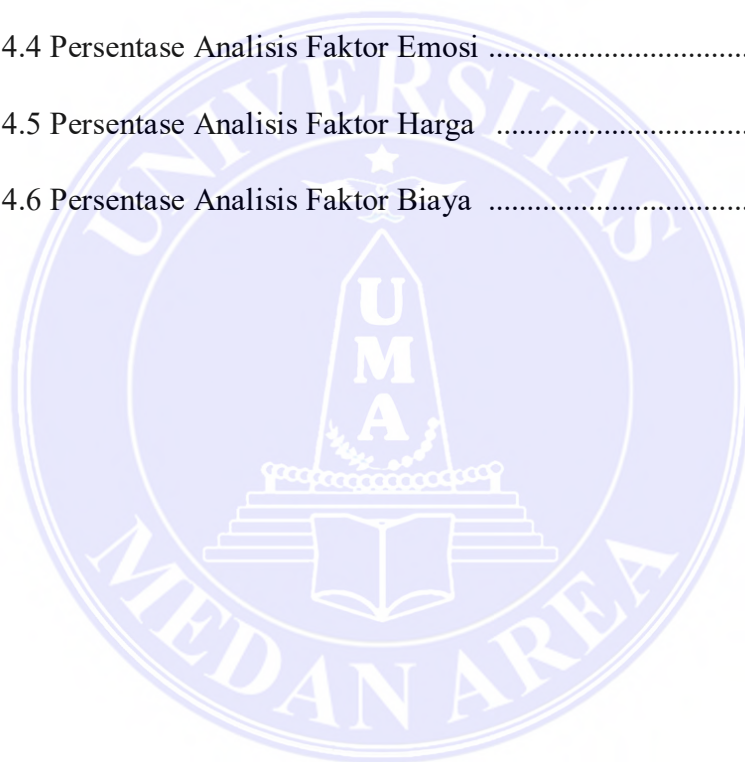 4.4 Persentase Analisis Faktor Emosi ..................................
4.5 Persentase Analisis Faktor Harga ..................................
4.6 Persentase Analisis Faktor Biaya ..................................
UNIVERSITAS
U
M
A
MEDAN AREA